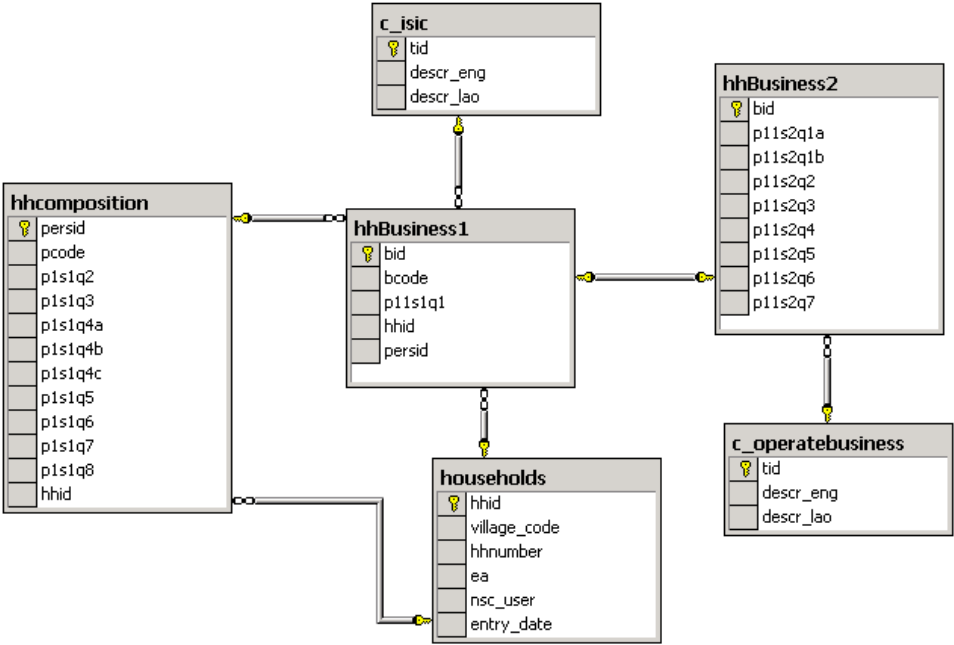 c_isic
tid
descr_eng
descr_lao
hhBusiness2
bid
p11s2q1a
p11s2q1b
p11s2q2
p11s2q3
p11s2q4
p11s2q5
p11s2q6
p11s2q7
hhcomposition
persid
pcode
p1s1q2
p1s1q3
p1s1q4a
p1s1q4b
p1s1q4c
p1s1q5
p1s1q6
p1s1q7
p1s1q8
hhid
hhBusiness1
bid
bcode
p11s1q1
hhid
persid
c_operatebusiness
tid
descr_eng
descr_lao
households
hhid
village_code
hhnumber
ea
nsc_user
entry_date